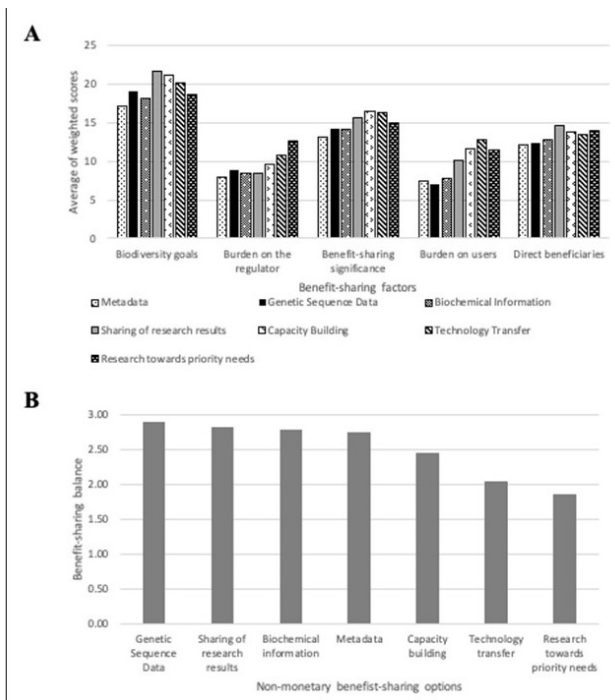 A
25
20
15
10
5
0
Average of weighted scores
Biodiversity goals
Burden on the regulator
Benefit-sharing significance
Burden on users
Direct beneficiaries
Benefit-sharing factors
Metadata
Genetic Sequence Data
Biochemical Information
Sharing of research results
Capacity Building
Technology Transfer
Research towards priority needs
B
3.00
2.50
2.00
1.50
1.00
0.50
0.00
Benefit-sharing balance
Genetic Sequence Data
Sharing of research results
Biochemical information
Metadata
Capacity building
Technology transfer
Research towards priority needs
Non-monetary benefist-sharing options